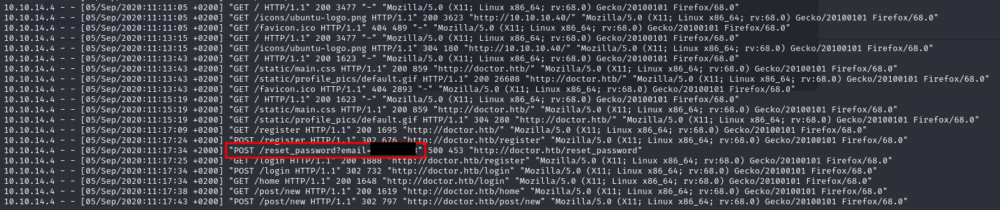 10.10.14.4 - - [05/Sep/2020:11:11:05 +0200] "GET / HTTP/1.1" 200 3477 "-" "Mozilla/5.0 (X11; Linux x86_64; rv:68.0) Gecko/20100101 Firefox/68.0"
10.10.14.4 - - [05/Sep/2020:11:11:05 +0200] "GET /icons/ubuntu-logo.png HTTP/1.1" 200 3623 "http://10.10.10.40/" "Mozilla/5.0 (X11; Linux x86_64; rv:68.0) Gecko/20100101 Firefox/68.0"
10.10.14.4 - - [05/Sep/2020:11:11:05 +0200] "GET /favicon.ico HTTP/1.1" 404 489 "-" "Mozilla/5.0 (X11; Linux x86_64; rv:68.0) Gecko/20100101 Firefox/68.0"
10.10.14.4 - - [05/Sep/2020:11:13:15 +0200] "GET / HTTP/1.1" 200 3477 "-" "Mozilla/5.0 (X11; Linux x86_64; rv:68.0) Gecko/20100101 Firefox/68.0"
10.10.14.4 - - [05/Sep/2020:11:13:15 +0200] "GET /icons/ubuntu-logo.png HTTP/1.1" 304 180 "http://10.10.10.40/" "Mozilla/5.0 (X11; Linux x86_64; rv:68.0) Gecko/20100101 Firefox/68.0"
10.10.14.4 - - [05/Sep/2020:11:13:43 +0200] "GET / HTTP/1.1" 200 1623 "-" "Mozilla/5.0 (X11; Linux x86_64; rv:68.0) Gecko/20100101 Firefox/68.0"
10.10.14.4 - - [05/Sep/2020:11:13:43 +0200] "GET /static/main.css HTTP/1.1" 200 859 "http://doctor.htb/" "Mozilla/5.0 (X11; Linux x86_64; rv:68.0) Gecko/20100101 Firefox/68.0"
10.10.14.4 - - [05/Sep/2020:11:13:43 +0200] "GET /static/profile_pics/default.gif HTTP/1.1" 200 26608 "http://doctor.htb/" "Mozilla/5.0 (X11; Linux x86_64; rv:68.0) Gecko/20100101 Firefox/68.0"
10.10.14.4 - - [05/Sep/2020:11:13:43 +0200] "GET /favicon.ico HTTP/1.1" 404 2893 "-" "Mozilla/5.0 (X11; Linux x86_64; rv:68.0) Gecko/20100101 Firefox/68.0"
10.10.14.4 - - [05/Sep/2020:11:15:19 +0200] "GET / HTTP/1.1" 200 1623 "-" "Mozilla/5.0 (X11; Linux x86_64; rv:68.0) Gecko/20100101 Firefox/68.0"
10.10.14.4 - - [05/Sep/2020:11:15:19 +0200] "GET /static/main.css HTTP/1.1" 200 859 "http://doctor.htb/" "Mozilla/5.0 (X11; Linux x86_64; rv:68.0) Gecko/20100101 Firefox/68.0"
10.10.14.4 - - [05/Sep/2020:11:15:19 +0200] "GET /static/profile_pics/default.gif HTTP/1.1" 304 280 "http://doctor.htb/" "Mozilla/5.0 (X11; Linux x86_64; rv:68.0) Gecko/20100101 Firefox/68.0"
10.10.14.4 - - [05/Sep/2020:11:17:09 +0200] "GET /register HTTP/1.1" 200 1695 "http://doctor.htb/" "Mozilla/5.0 (X11; Linux x86_64; rv:68.0) Gecko/20100101 Firefox/68.0"
10.10.14.4 - - [05/Sep/2020:11:17:24 +0200] "POST /register HTTP/1.1" 302 676 "http://doctor.htb/register" "Mozilla/5.0 (X11; Linux x86_64; rv:68.0) Gecko/20100101 Firefox/68.0"
10.10.14.4 - - [05/Sep/2020:11:17:34 +2000] "POST /reset_password?email=" 500 453 "http://doctor.htb/reset_password"
10.10.14.4 - - [05/Sep/2020:11:17:25 +0200] "GET /login HTTP/1.1" 200 1888 "http://doctor.htb/register" "Mozilla/5.0 (X11; Linux x86_64; rv:68.0) Gecko/20100101 Firefox/68.0"
10.10.14.4 - - [05/Sep/2020:11:17:34 +0200] "POST /login HTTP/1.1" 302 732 "http://doctor.htb/login" "Mozilla/5.0 (X11; Linux x86_64; rv:68.0) Gecko/20100101 Firefox/68.0"
10.10.14.4 - - [05/Sep/2020:11:17:34 +0200] "GET /home HTTP/1.1" 200 1648 "http://doctor.htb/login" "Mozilla/5.0 (X11; Linux x86_64; rv:68.0) Gecko/20100101 Firefox/68.0"
10.10.14.4 - - [05/Sep/2020:11:17:38 +0200] "GET /post/new HTTP/1.1" 200 1619 "http://doctor.htb/home" "Mozilla/5.0 (X11; Linux x86_64; rv:68.0) Gecko/20100101 Firefox/68.0"
10.10.14.4 - - [05/Sep/2020:11:17:43 +0200] "POST /post/new HTTP/1.1" 302 797 "http://doctor.htb/post/new" "Mozilla/5.0 (X11; Linux x86_64; rv:68.0) Gecko/20100101 Firefox/68.0"